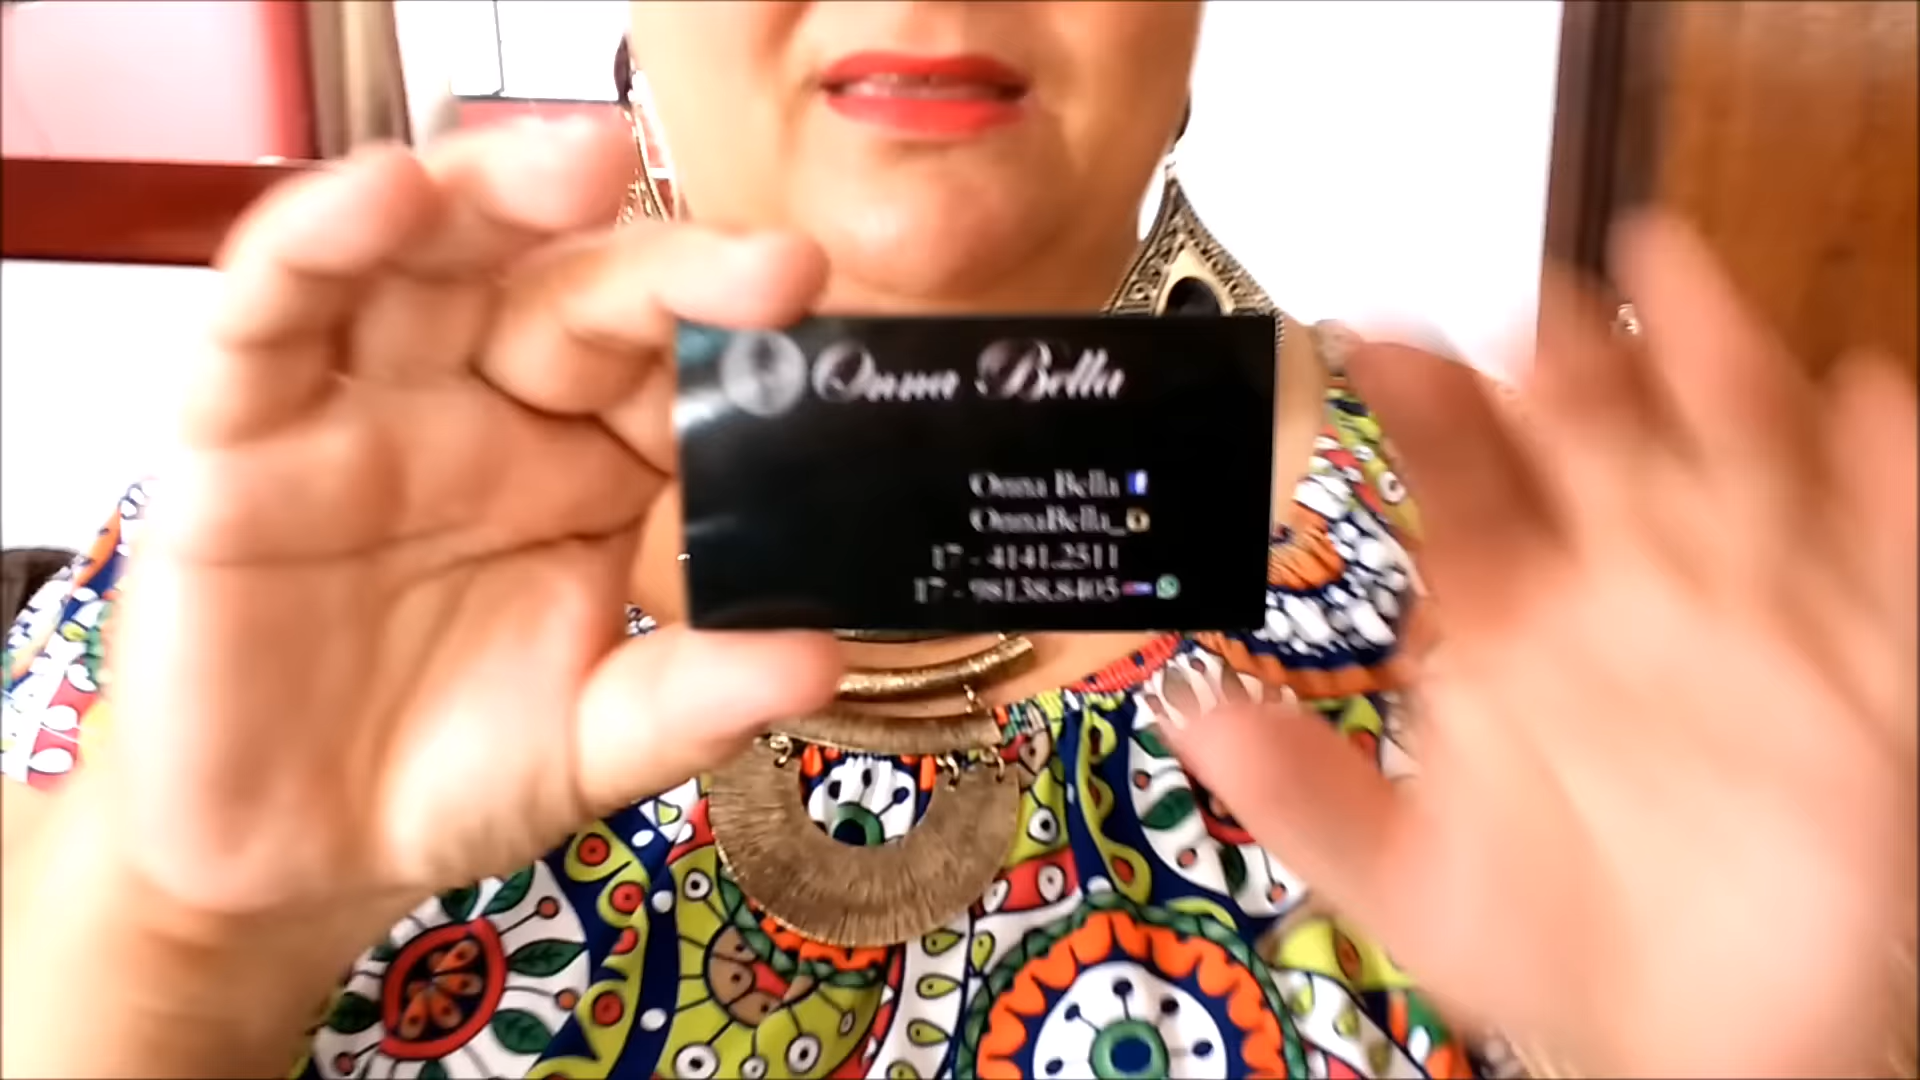 Onna Bella
Onna Bella
OnnaBella_
17 - 4141.2511
17 - 98138.8405